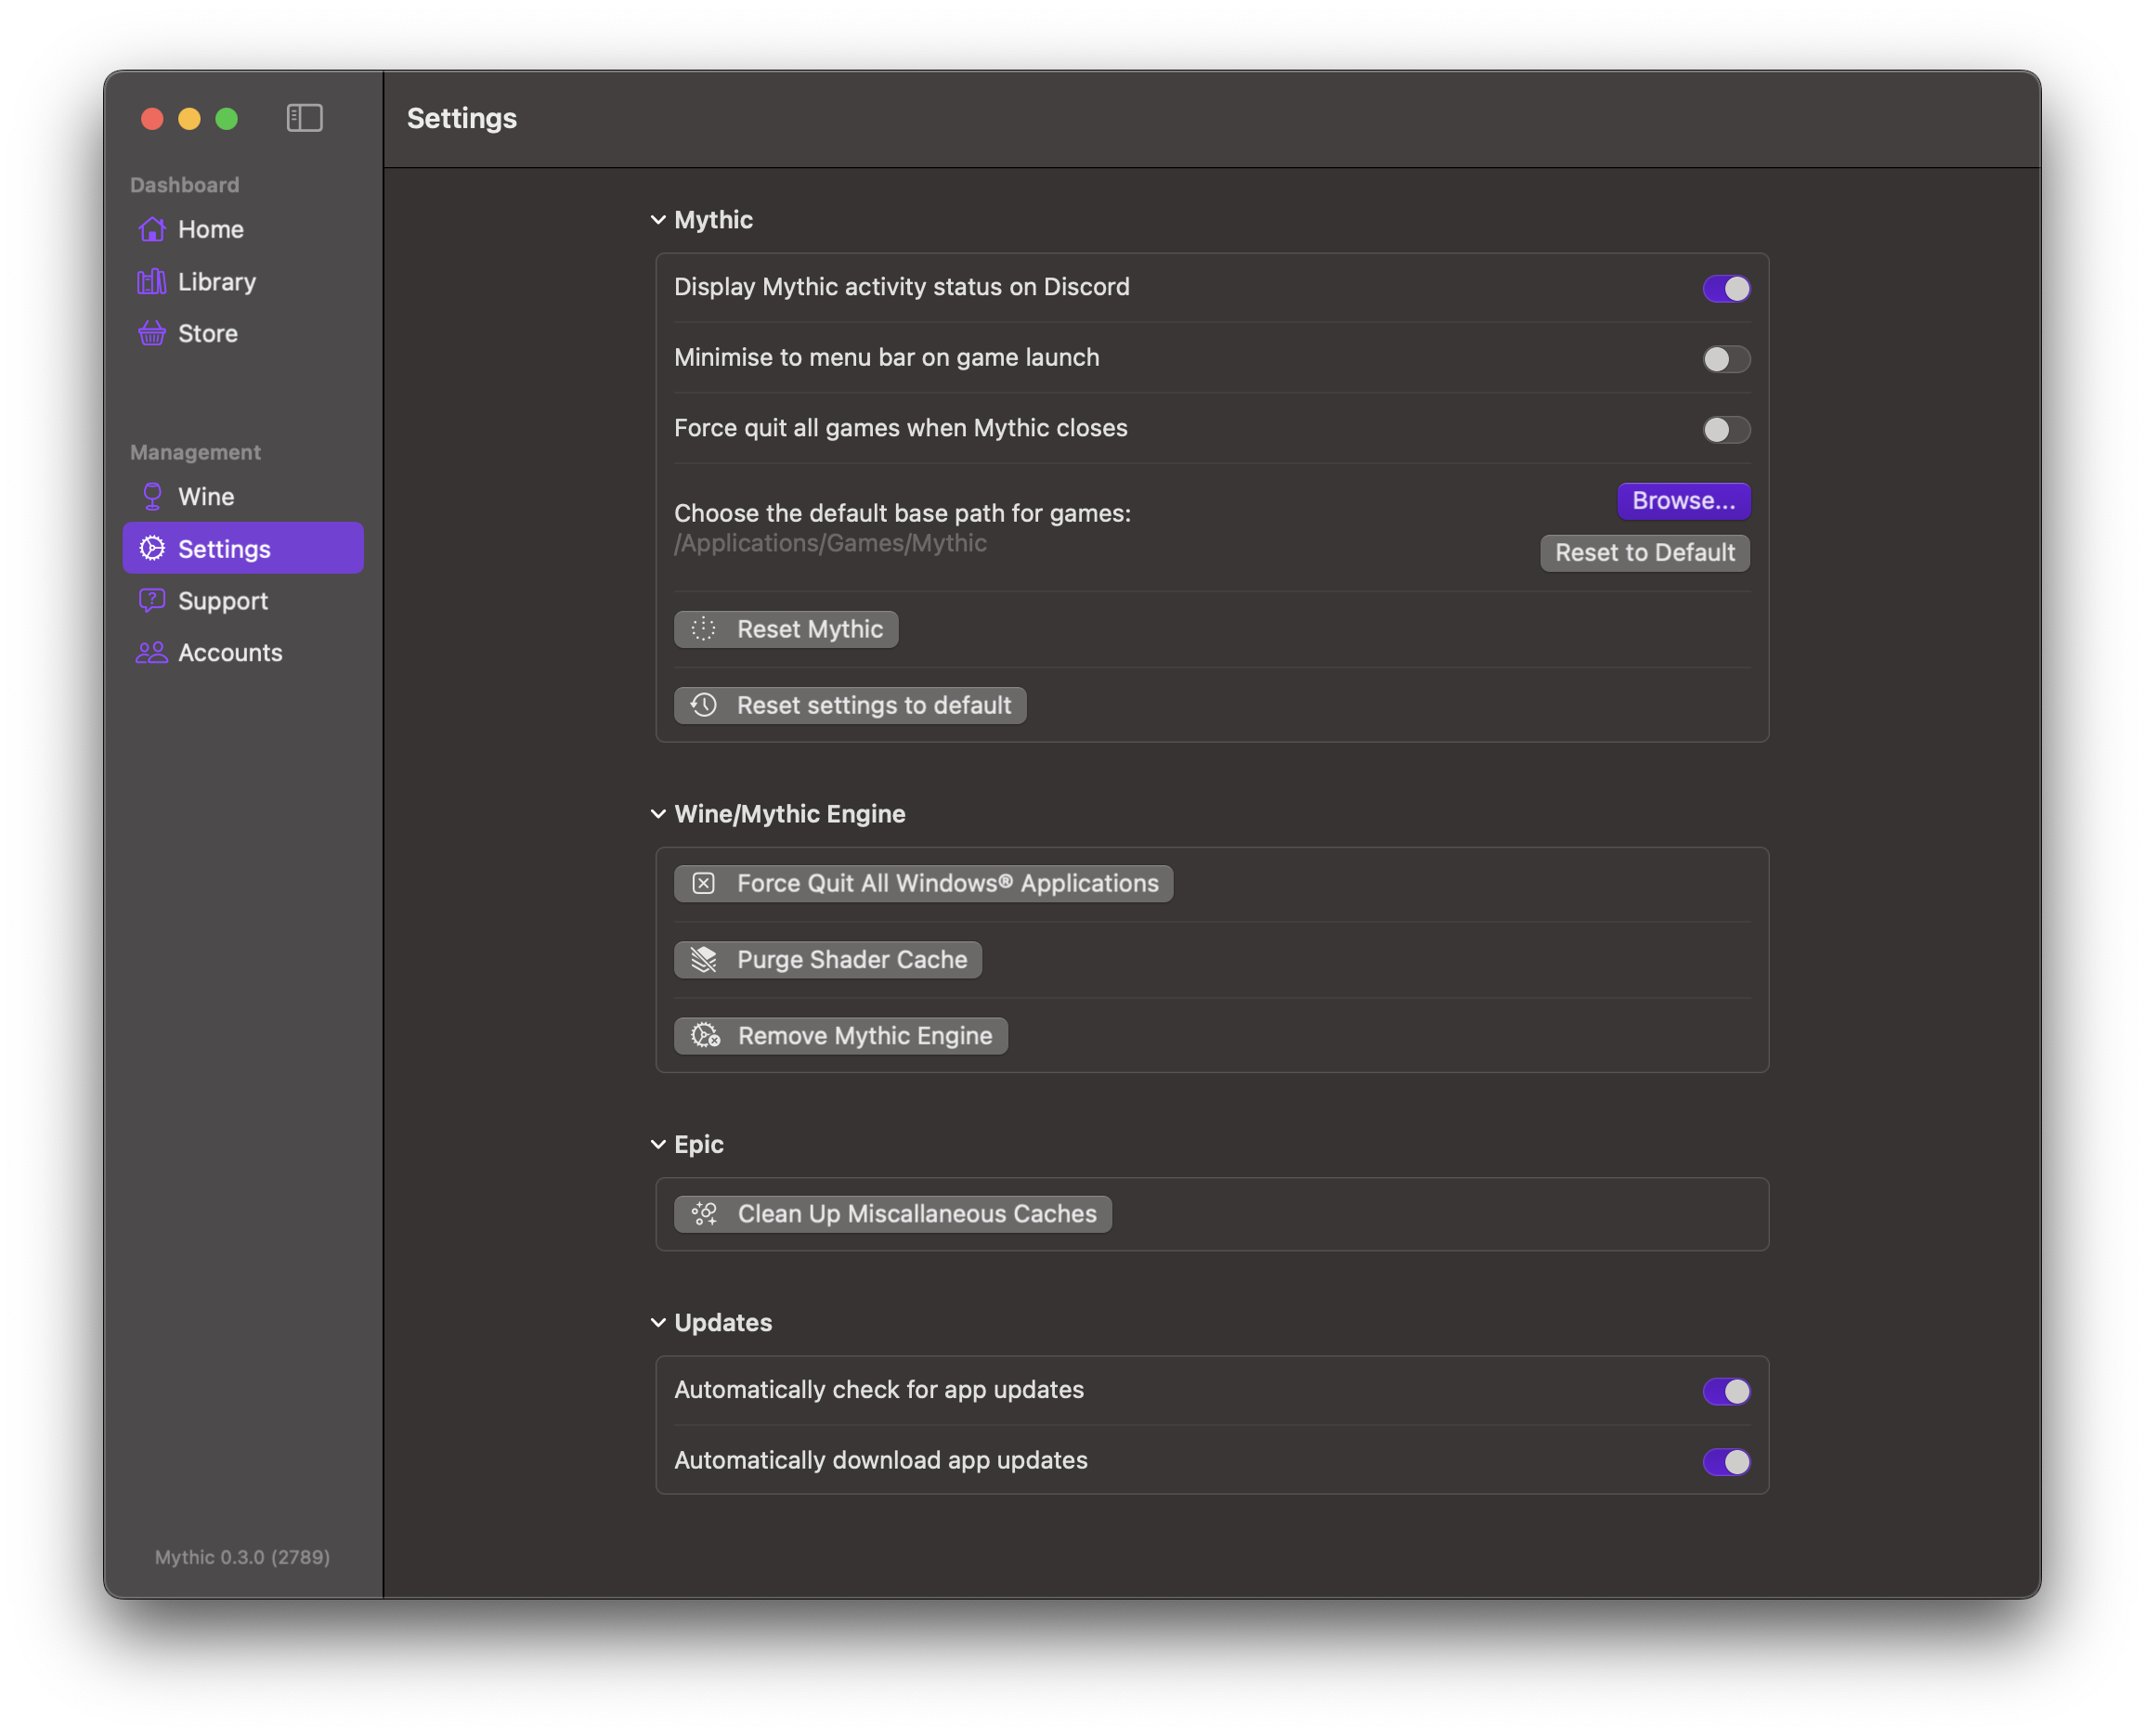 Settings
Dashboard
Home
Library
Store
Management
Wine
Settings
Support
Accounts
Mythic 0.3.0 (2789)
Mythic
Display Mythic activity status on Discord
Minimise to menu bar on game launch
Force quit all games when Mythic closes
Choose the default base path for games:
/Applications/Games/Mythic
Browse...
Reset to Default
Reset Mythic
Reset settings to default
Wine/Mythic Engine
Force Quit All Windows® Applications
Purge Shader Cache
Remove Mythic Engine
Epic
Clean Up Miscallaneous Caches
Updates
Automatically check for app updates
Automatically download app updates